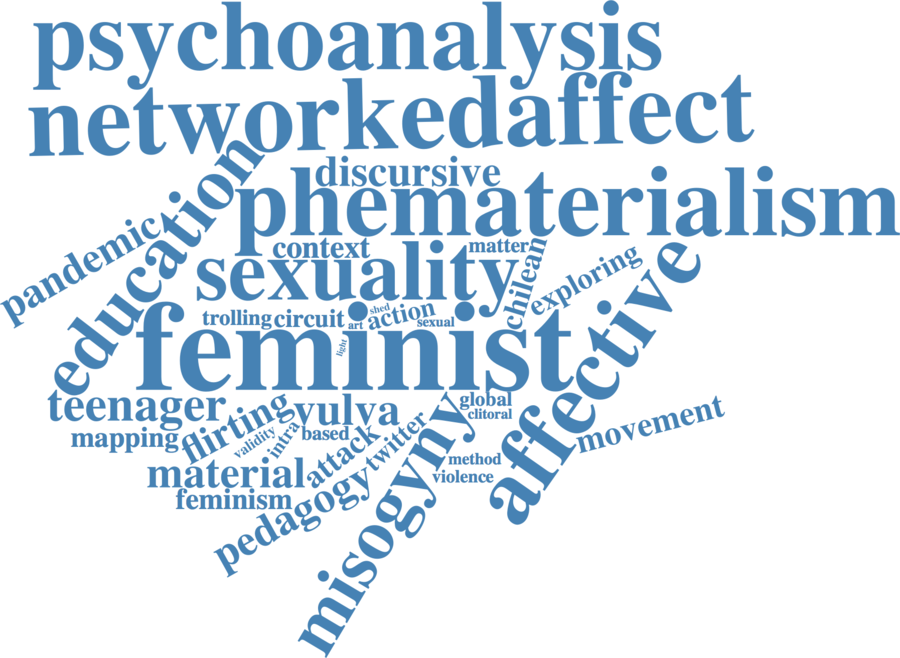 psychoanalysis
networkedaffect
discursive
education
phematerialism
pandemic
context
matter
sexuality
chilean
exploring
affective
trolling
circuit
art
shed
action
sexual
light
feminist
teenager
flirting
vulva
global
clitoral
mapping
validity
intra
based
twitter
movement
attack
material
method
violence
feminism
pedagogy
misogyny